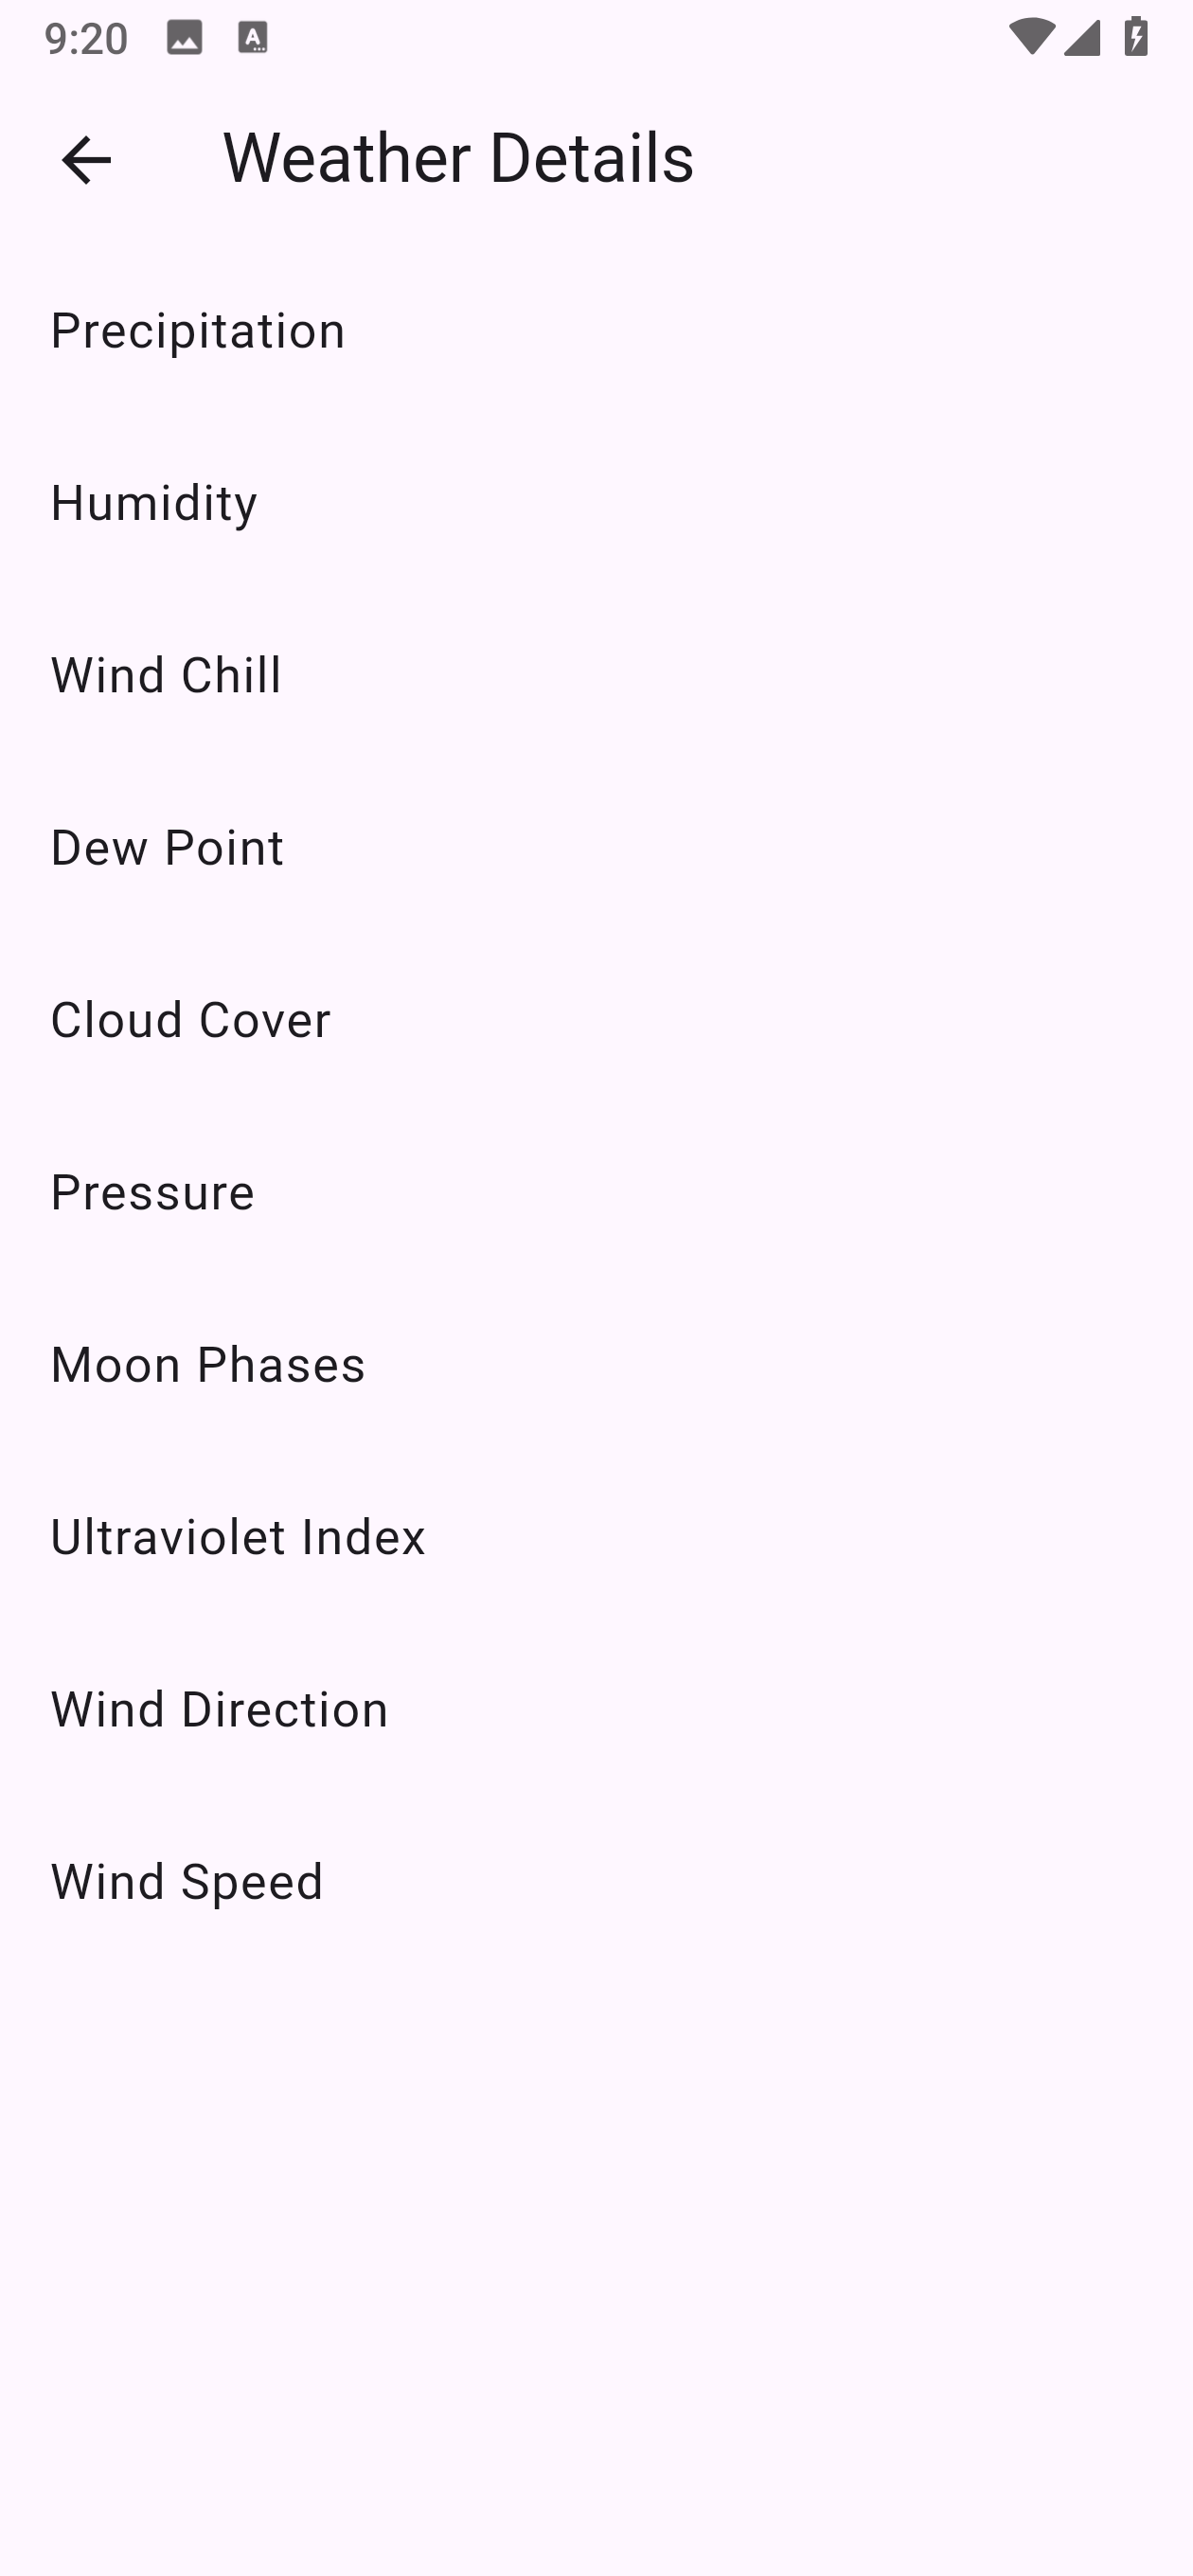 9:20
Weather Details
Precipitation
Humidity
Wind Chill
Dew Point
Cloud Cover
Pressure
Moon Phases
Ultraviolet Index
Wind Direction
Wind Speed